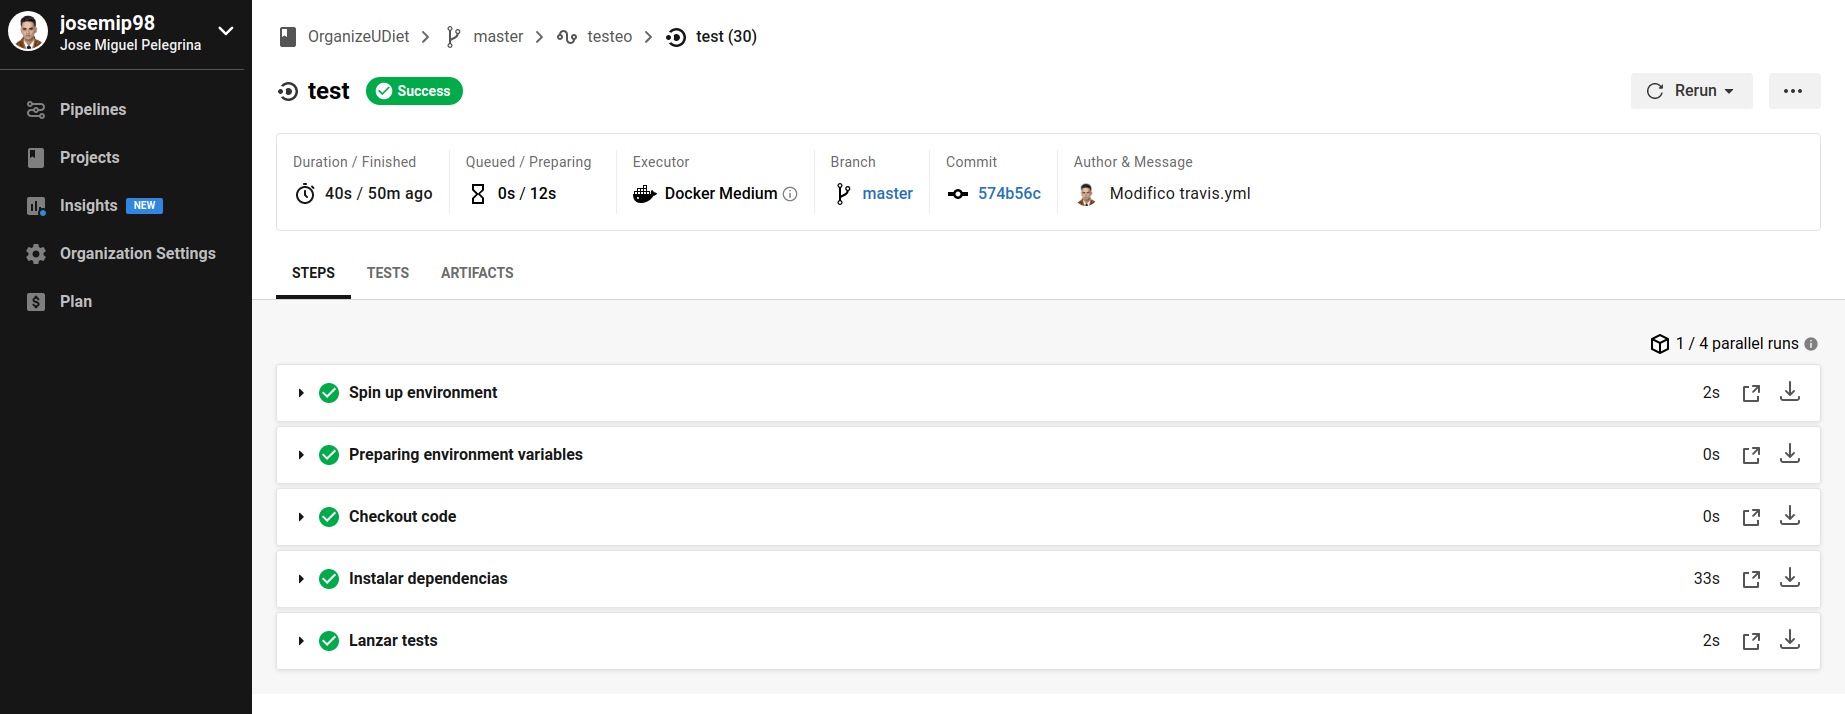 josemip98
Jose Miguel Pelegrina
Pipelines
Projects
Insights NEW
Organization Settings
Plan
OrganizeUDiet master testeo test (30)
test Success
Rerun
Duration / Finished
40s / 50m ago
Queued / Preparing
0s / 12s
Executor
Docker Medium
Branch
master
Commit
574b56c
Author & Message
Modifico travis.yml
STEPS TESTS ARTIFACTS
1 / 4 parallel runs
Spin up environment 2s
Preparing environment variables 0s
Checkout code 0s
Instalar dependencias 33s
Lanzar tests 2s